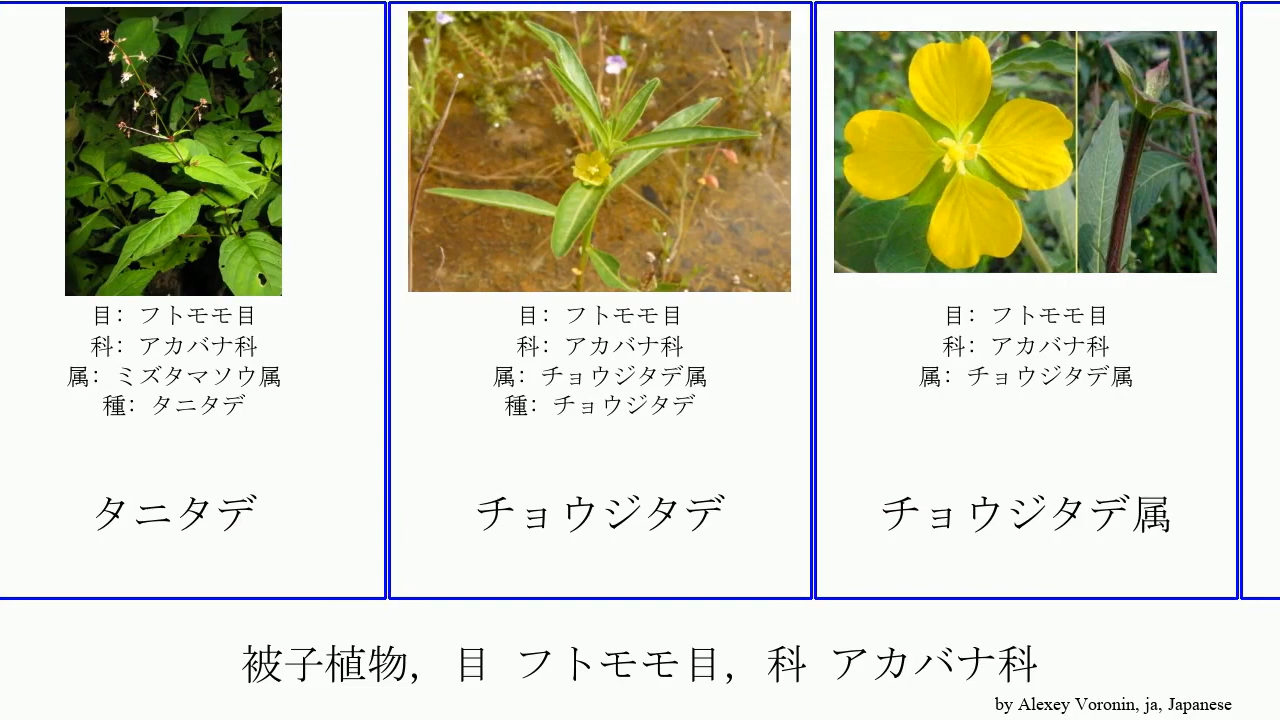 目: フトモモ目
科: アカバナ科
属: ミズタマソウ属
種: タニタデ
タニタデ
目: フトモモ目
科: アカバナ科
属: チョウジタデ属
種: チョウジタデ
チョウジタデ
目: フトモモ目
科: アカバナ科
属: チョウジタデ属
チョウジタデ属
被子植物, 目 フトモモ目, 科 アカバナ科
by Alexey Voronin, ja, Japanese